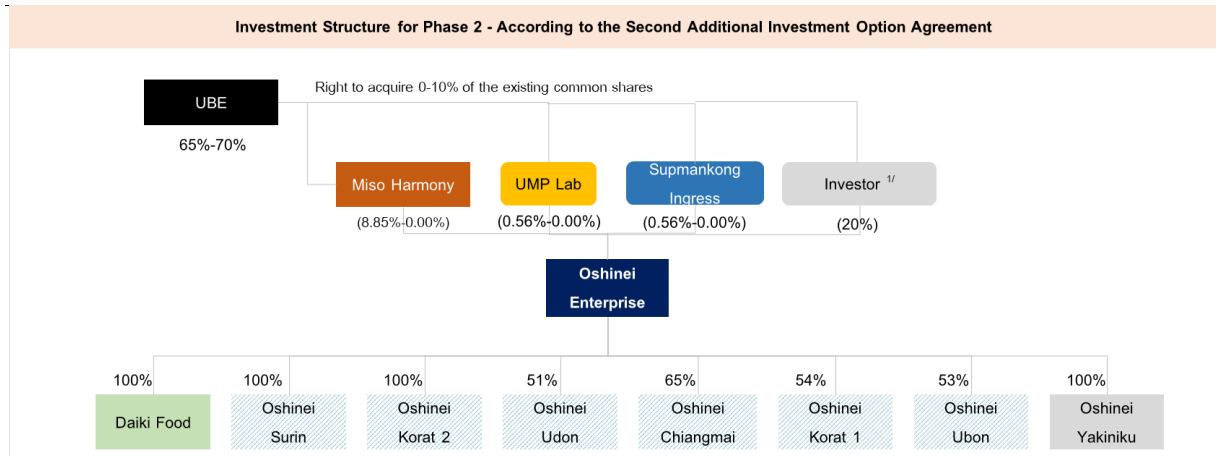 Investment Structure for Phase 2 - According to the Second Additional Investment Option Agreement
Right to acquire 0-10% of the existing common shares
UBE
65%-70%
Miso Harmony
(8.85%-0.00%)
UMP Lab
(0.56%-0.00%)
Supmankong
Ingress
(0.56%-0.00%)
Investor 1/
(20%)
Oshinei
Enterprise
100%
Daiki Food
100%
Oshinei
Surin
100%
Oshinei
Korat 2
51%
Oshinei
Udon
65%
Oshinei
Chiangmai
54%
Oshinei
Korat 1
53%
Oshinei
Ubon
100%
Oshinei
Yakiniku